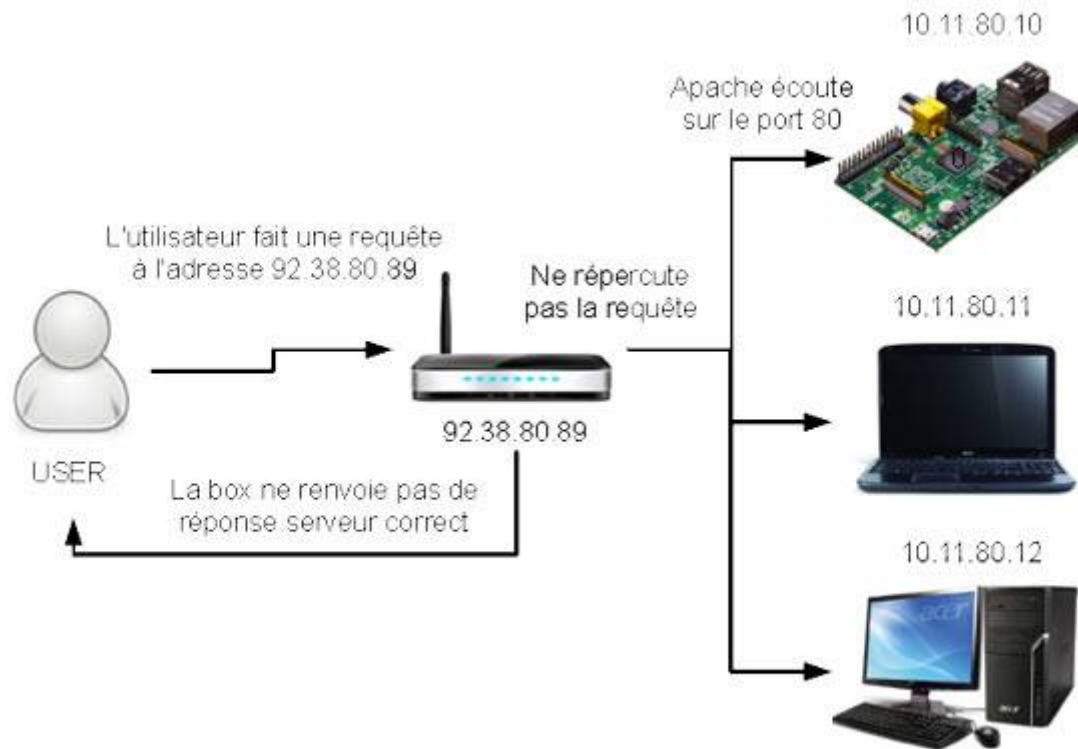 10.11.80.10
Apache écoute
sur le port 80
L'utilisateur fait une requête
à l'adresse 92.38.80.89
Ne répercute
pas la requête
10.11.80.11
92.38.80.89
USER
La box ne renvoie pas de
réponse serveur correct
10.11.80.12
acer
acer